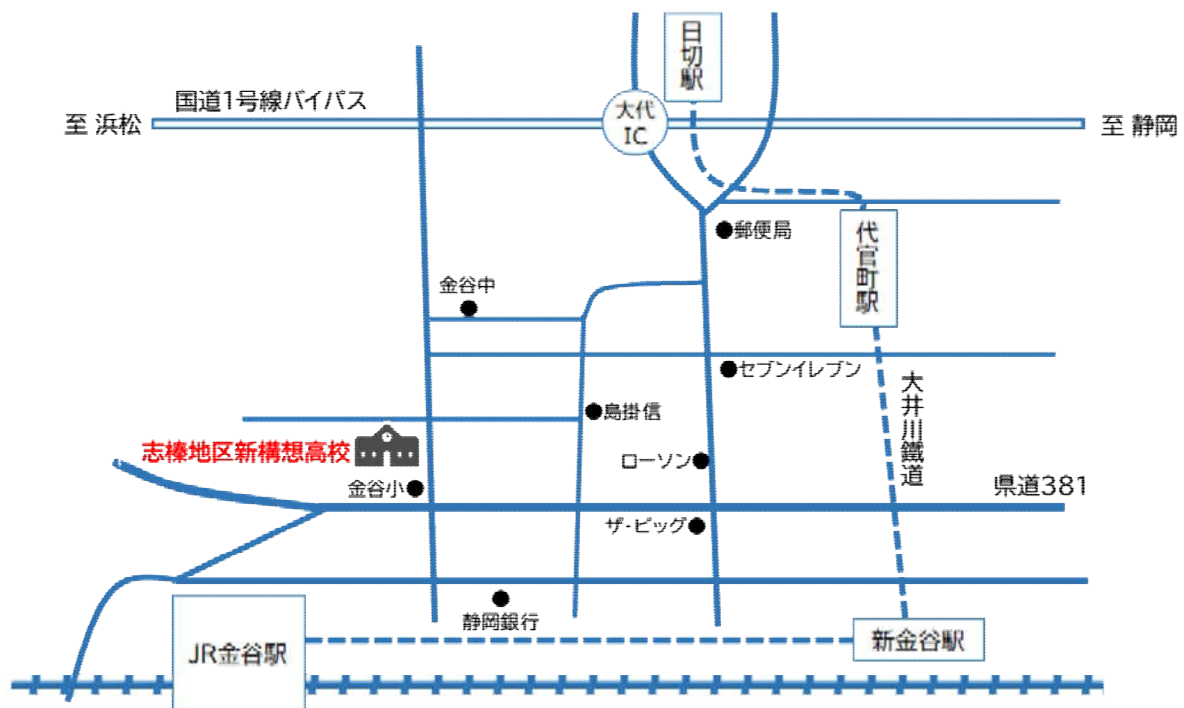 日切駅
国道1号線バイパス
大代
IC
至 浜松
至 静岡
郵便局
代官町駅
金谷中
セブンイレブン
大井川鐵道
島掛信
志榛地区新構想高校
ローソン
金谷小
県道381
ザ・ビッグ
静岡銀行
JR金谷駅
新金谷駅